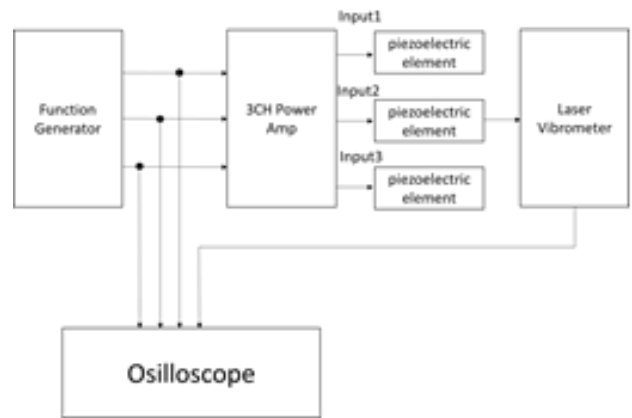 Input1
piezoelectric
element
Function
Generator
3CH Power
Amp
Input2
piezoelectric
element
Laser
Vibrometer
Input3
piezoelectric
element
Osilloscope